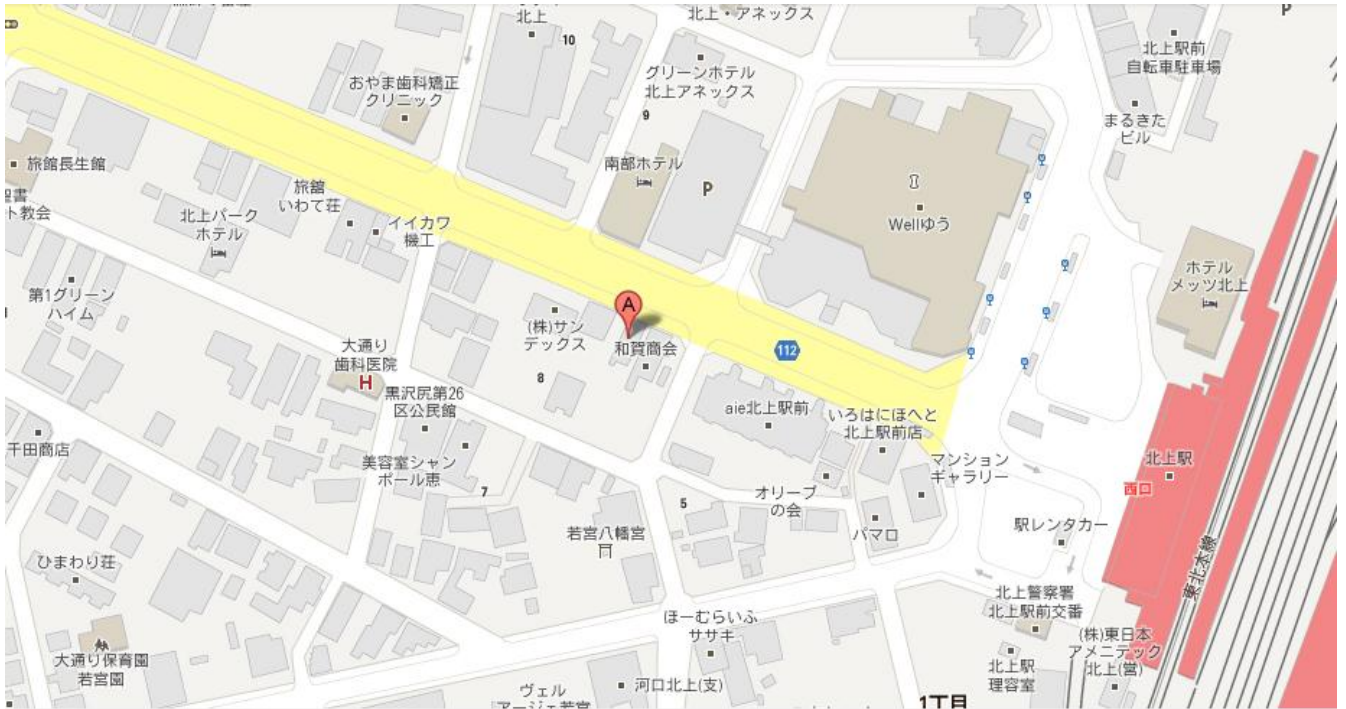 北上
10
北上・アネックス
P
北上駅前
自転車駐車場
おやま歯科矯正
クリニック
グリーンホテル
北上アネックス
9
まるきた
ビル
旅館長生館
南部ホテル
P
聖書
ト教会
旅舘
いわて荘
北上パーク
ホテル
イイカワ
機工
Wellゆう
ホテル
メッツ北上
第1グリーン
ハイム
A
(株)サン
デックス
和賀商会
112
大通り
歯科医院
H
8
黒沢尻第26
区公民館
aie北上駅前
いろはにほへと
北上駅前店
千田商店
美容室シャン
ポール恵
マンション
ギャラリー
北上駅
西口
7
5
オリーブ
の会
若宮八幡宮
パマロ
駅レンタカー
東北本線
ひまわり荘
北上警察署
北上駅前交番
ほーむらいふ
ササキ
(株)東日本
アメニテック
北上(営)
大通り保育園
若宮園
北上駅
理容室
河口北上(支)
ヴェル
アージェ若宮
1丁目